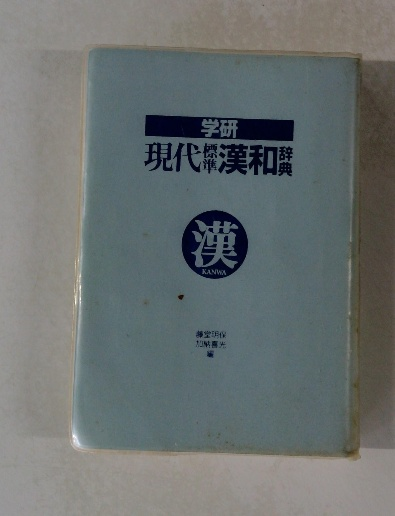 学研
現代標準漢和辞典
漢
KANWA
藤堂明保
加納喜光
編